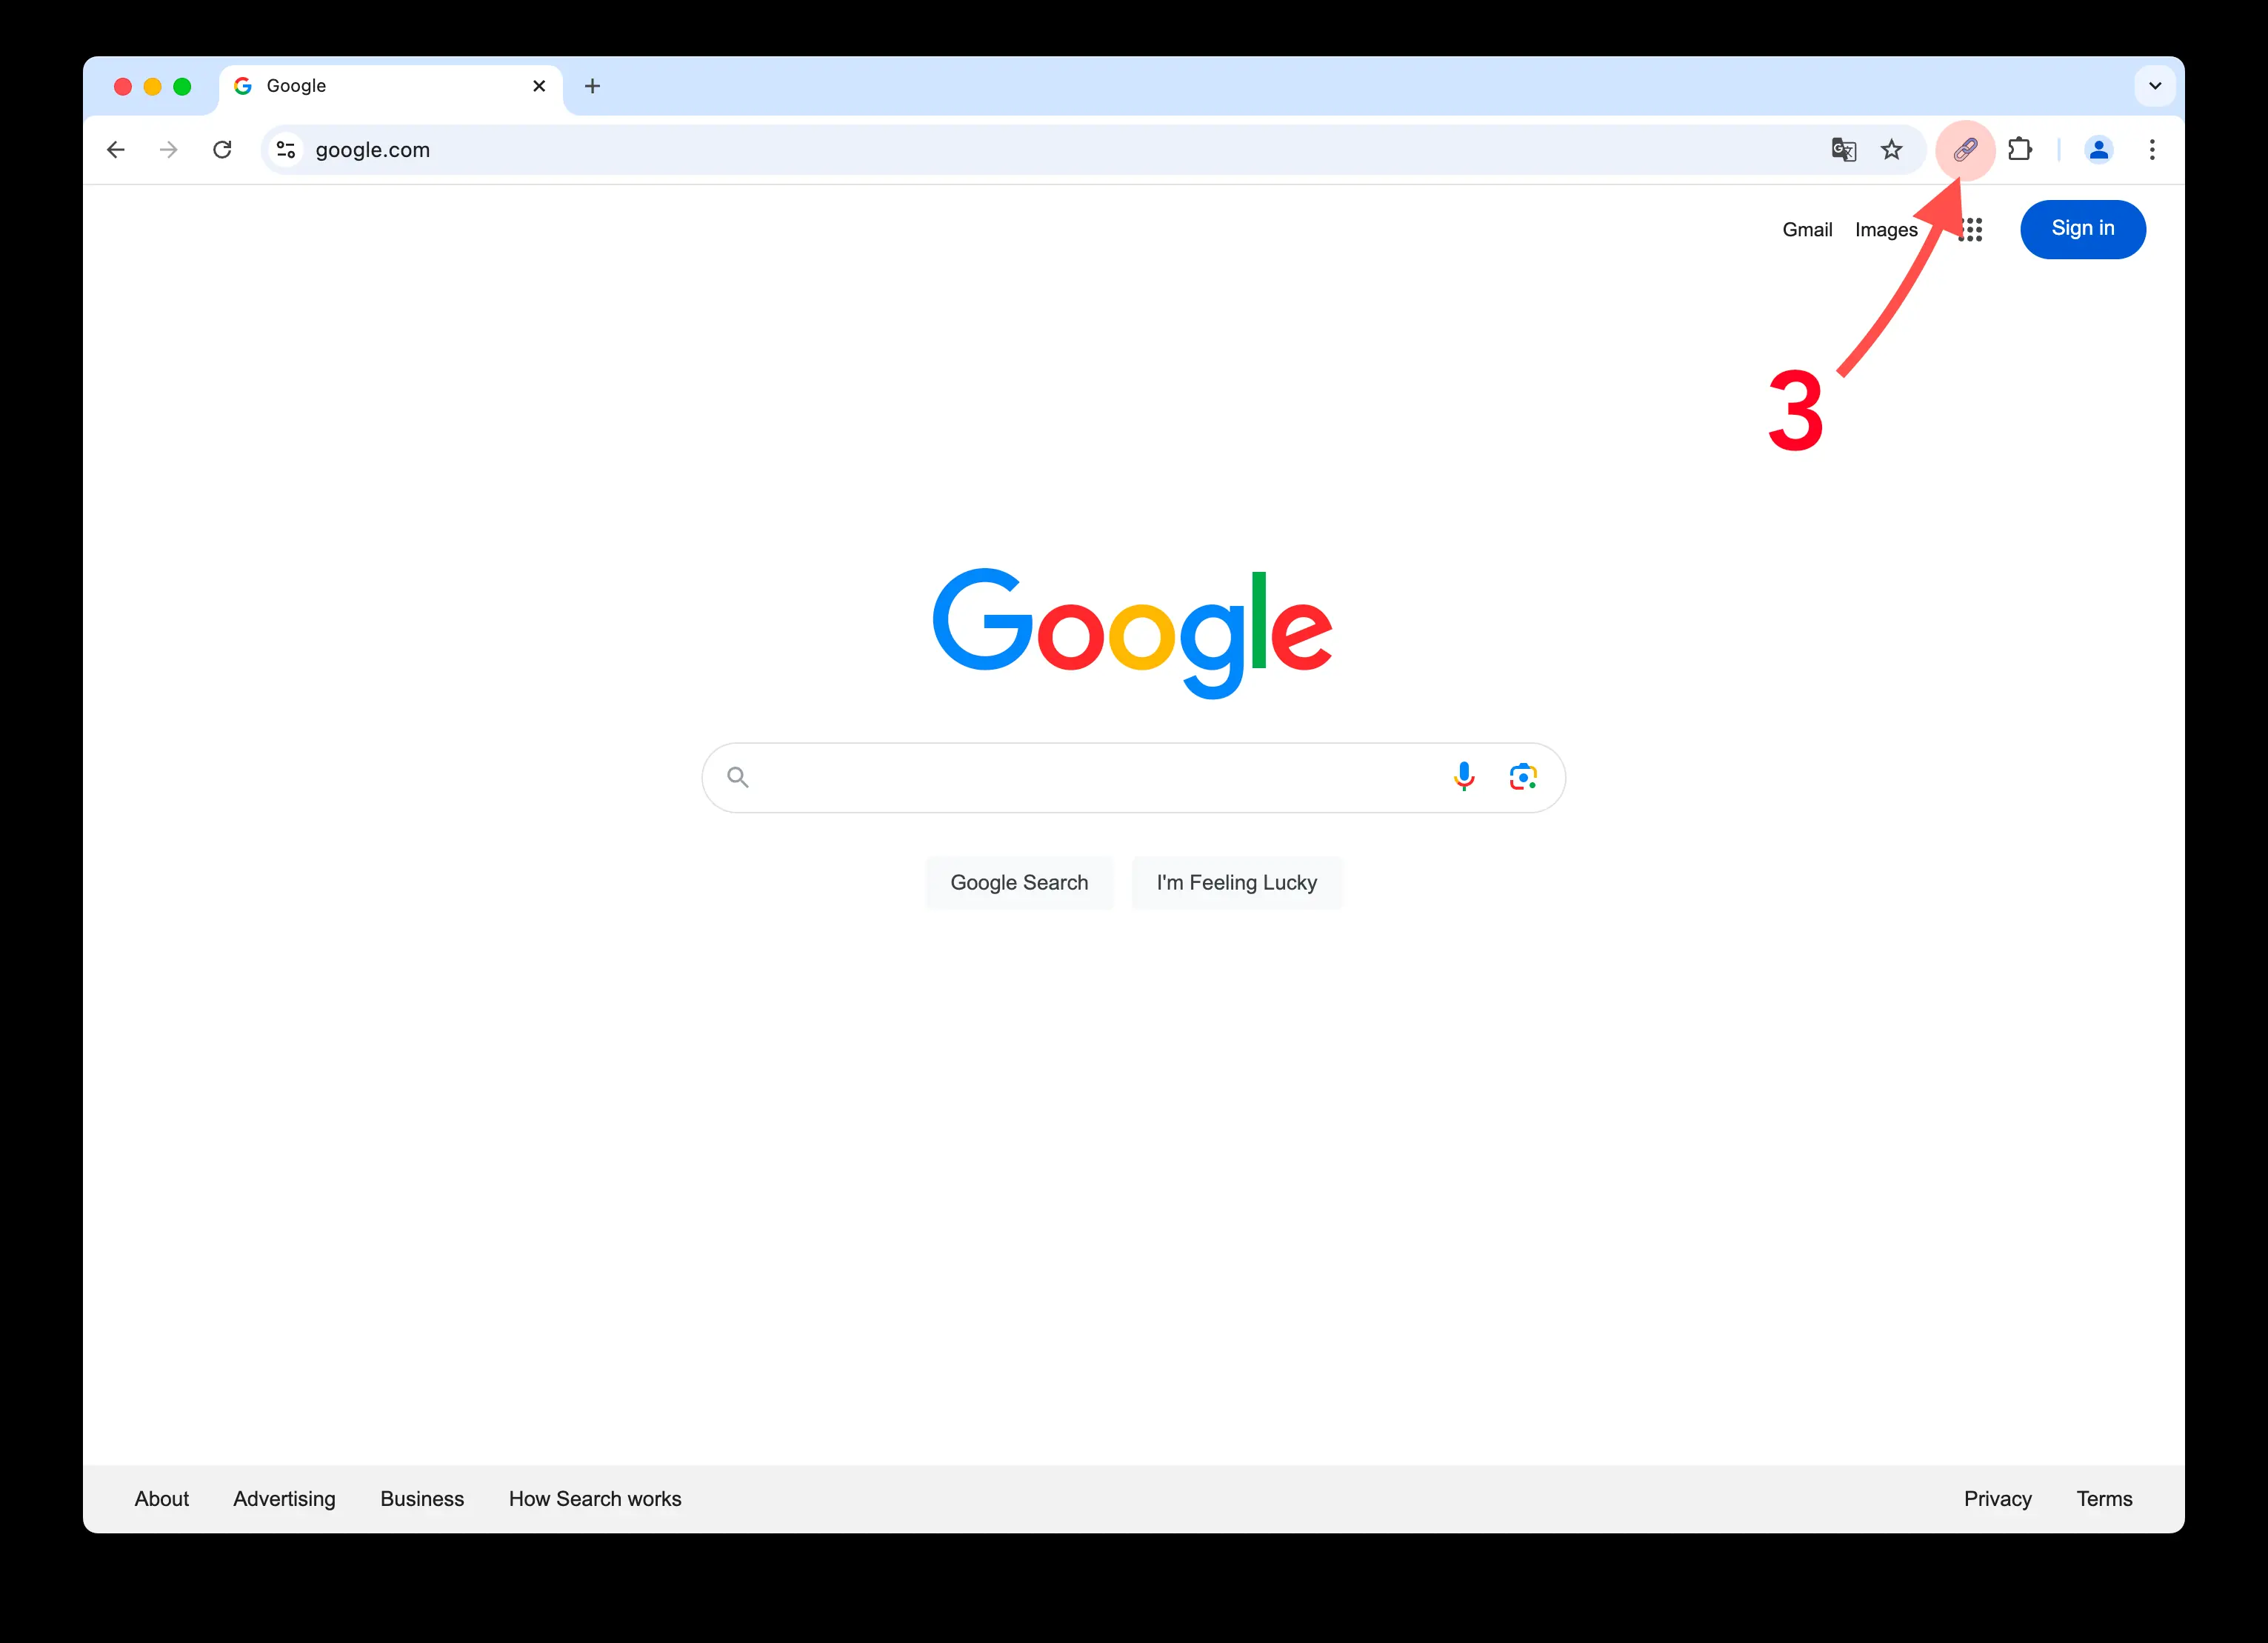 Google
google.com
Gmail Images
Sign in
3
Google
Google Search
I'm Feeling Lucky
About Advertising Business How Search works
Privacy Terms